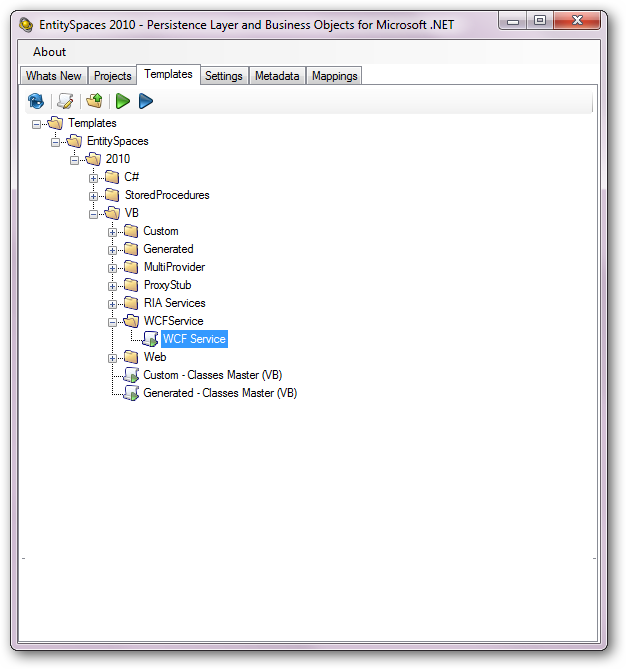 EntitySpaces 2010 - Persistence Layer and Business Objects for Microsoft .NET
About
Whats New Projects Templates Settings Metadata Mappings
Templates
EntitySpaces
2010
C#
StoredProcedures
VB
Custom
Generated
MultiProvider
ProxyStub
RIA Services
WCFService
WCF Service
Web
Custom - Classes Master (VB)
Generated - Classes Master (VB)